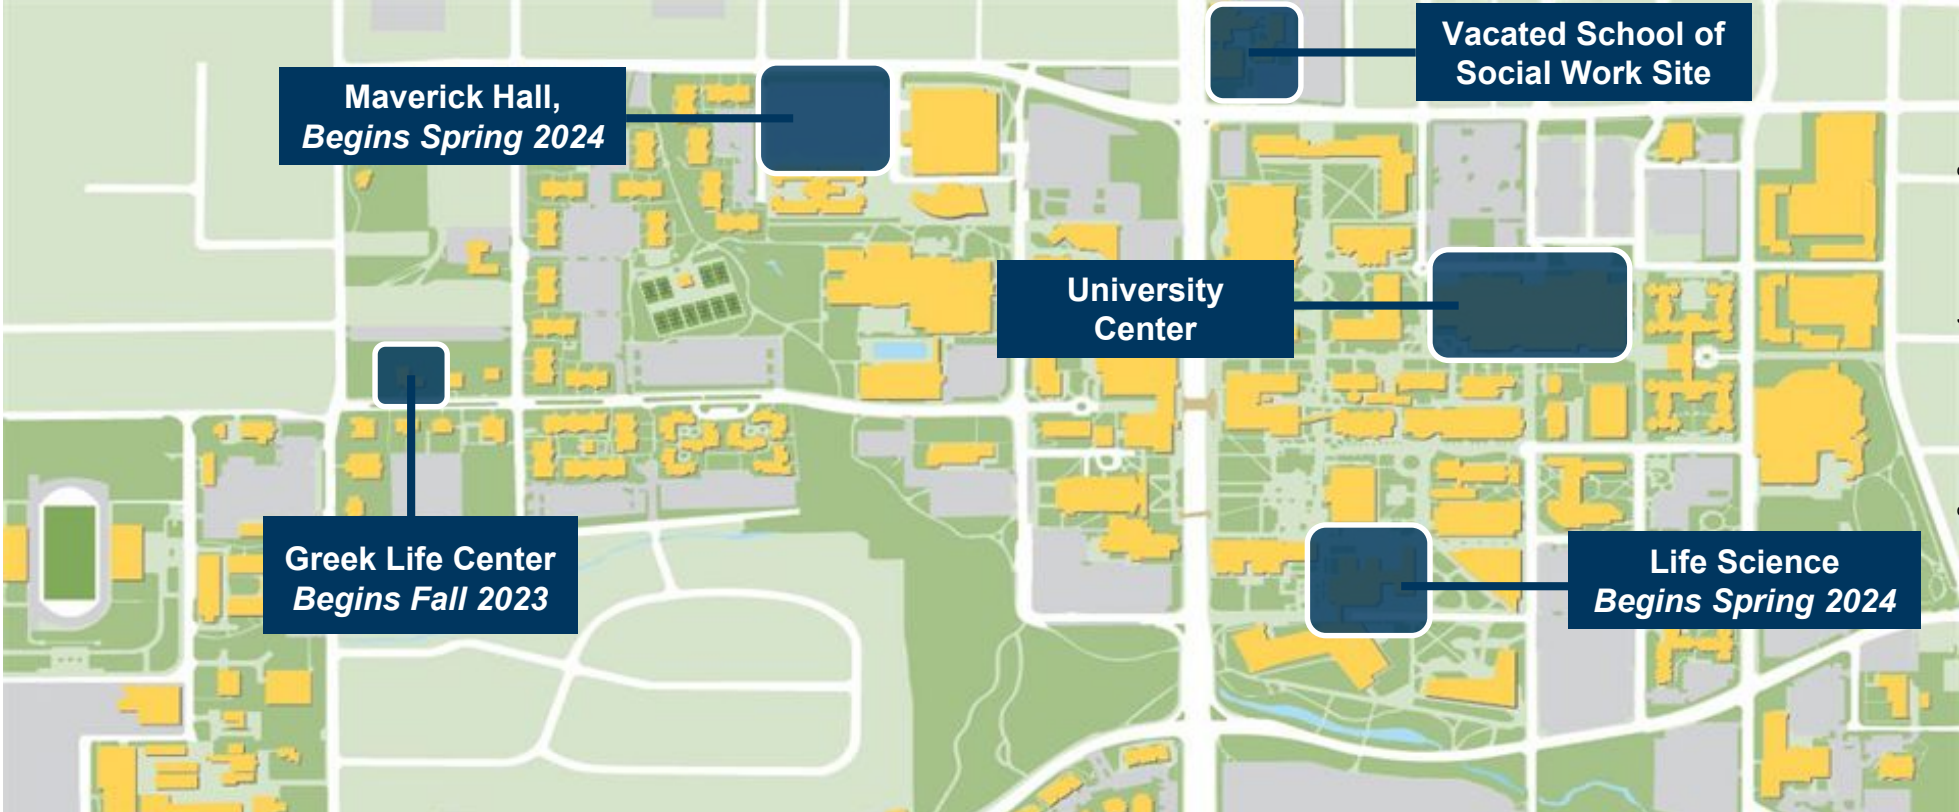 Vacated School of
Social Work Site
Maverick Hall,
Begins Spring 2024
University
Center
Greek Life Center
Begins Fall 2023
Life Science
Begins Spring 2024